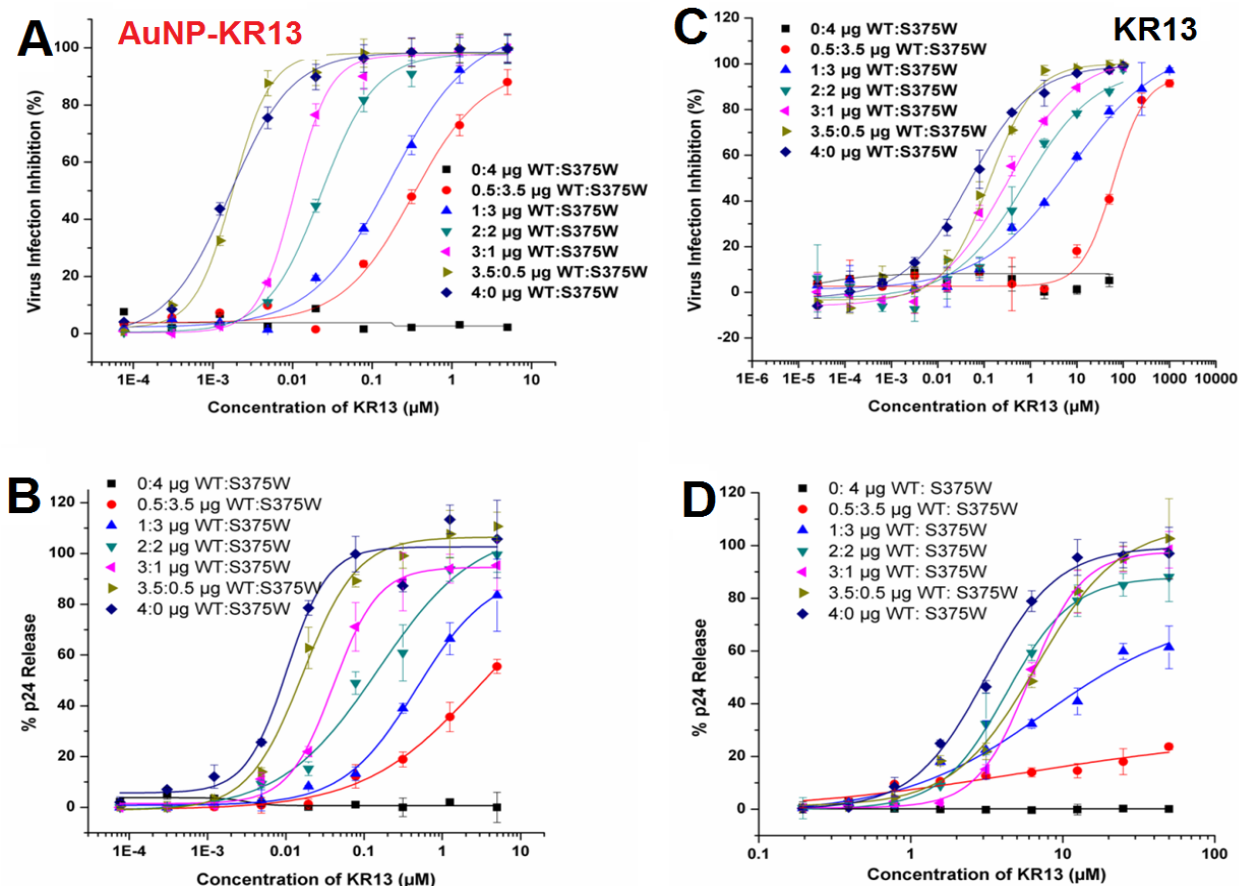 A
AuNP-KR13
Virus Infection Inhibition (%)
100
80
60
40
20
0
0:4 µg WT:S375W
0.5:3.5 µg WT:S375W
1:3 µg WT:S375W
2:2 µg WT:S375W
3:1 µg WT:S375W
3.5:0.5 µg WT:S375W
4:0 µg WT:S375W
1E-4 1E-3 0.01 0.1 1 10
Concentration of KR13 (µM)
C
KR13
Virus Infection Inhibition (%)
120
100
80
60
40
20
0
-20
0:4 µg WT:S375W
0.5:3.5 µg WT:S375W
1:3 µg WT:S375W
2:2 µg WT:S375W
3:1 µg WT:S375W
3.5:0.5 µg WT:S375W
4:0 µg WT:S375W
1E-6 1E-5 1E-4 1E-3 0.01 0.1 1 10 100 1000 10000
Concentration of KR13 (µM)
B
% p24 Release
120
100
80
60
40
20
0
0:4 µg WT:S375W
0.5:3.5 µg WT:S375W
1:3 µg WT:S375W
2:2 µg WT:S375W
3:1 µg WT:S375W
3.5:0.5 µg WT:S375W
4:0 µg WT:S375W
1E-4 1E-3 0.01 0.1 1 10
Concentration of KR13 (µM)
D
% p24 Release
120
100
80
60
40
20
0
0: 4 µg WT: S375W
0.5:3.5 µg WT: S375W
1:3 µg WT: S375W
2:2 µg WT: S375W
3:1 µg WT: S375W
3.5:0.5 µg WT: S375W
4:0 µg WT: S375W
0.1 1 10 100
Concentration of KR13 (µM)